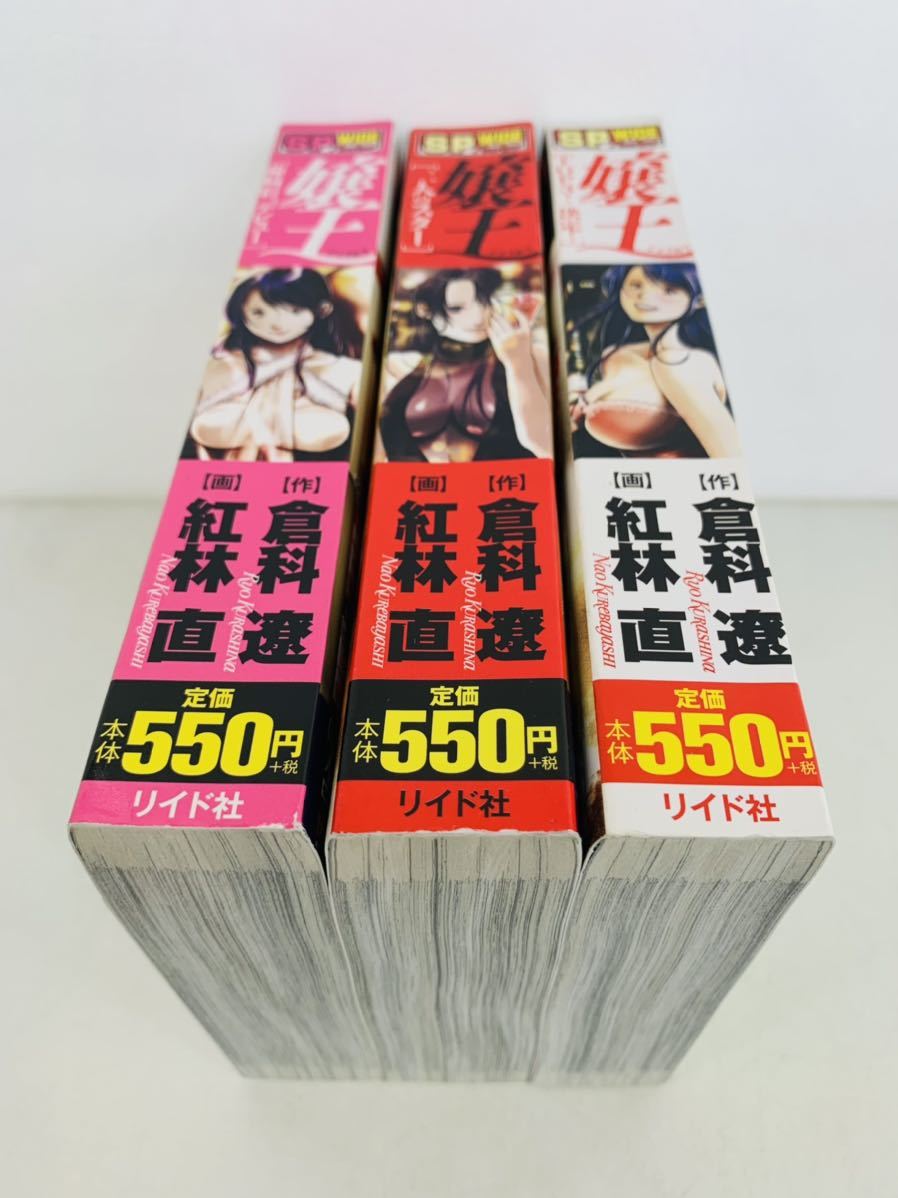 SP WIDE
嬢王
【作】
倉科 遼
Ryo KURASHINA
【画】
紅林 直
Nao KUREBAYASHI
定価
本体550円+税
リイド社
SP WIDE
嬢王
【作】
倉科 遼
Ryo KURASHINA
【画】
紅林 直
Nao KUREBAYASHI
定価
本体550円+税
リイド社
SP WIDE
嬢王
【作】
倉科 遼
Ryo KURASHINA
【画】
紅林 直
Nao KUREBAYASHI
定価
本体550円+税
リイド社